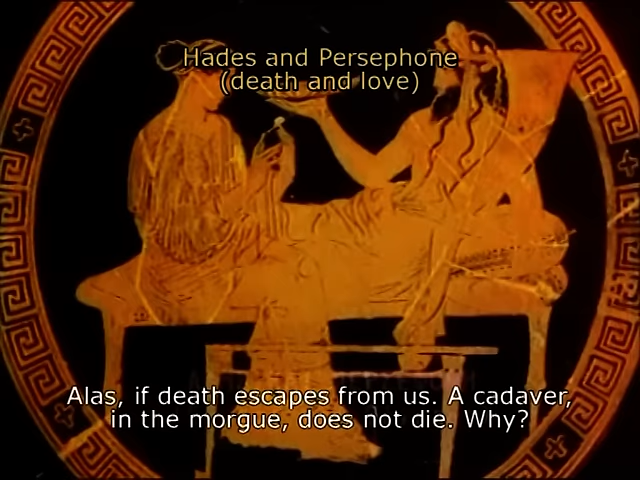 Hades and Persephone
(death and love)
Alas, if death escapes from us. A cadaver,
in the morgue, does not die. Why?